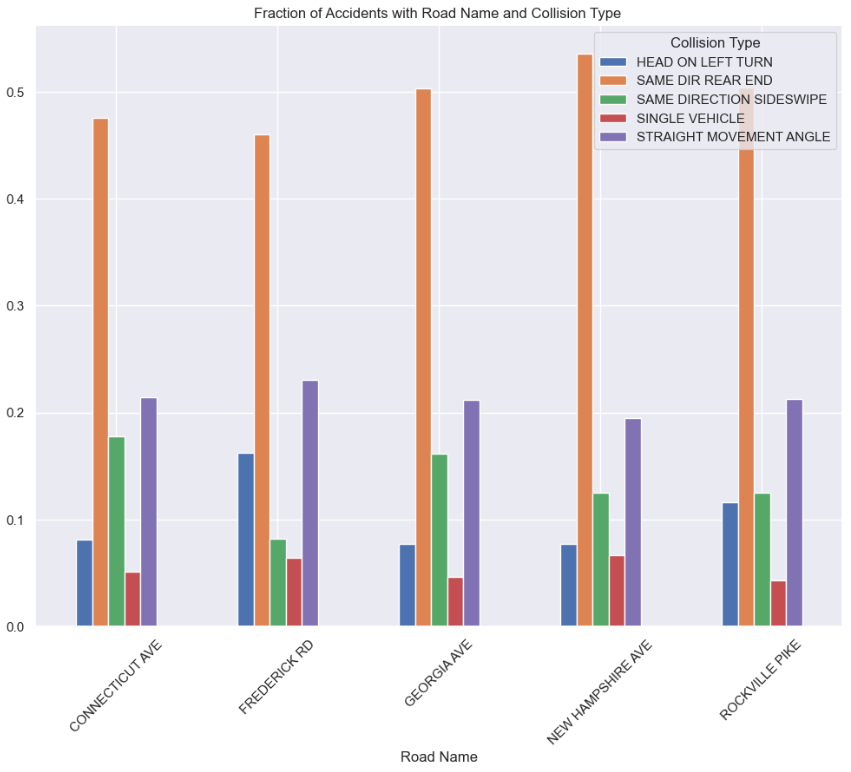 Fraction of Accidents with Road Name and Collision Type
Collision Type
HEAD ON LEFT TURN
SAME DIR REAR END
SAME DIRECTION SIDESWIPE
SINGLE VEHICLE
STRAIGHT MOVEMENT ANGLE
0.5
0.4
0.3
0.2
0.1
0.0
CONNECTICUT AVE
FREDERICK RD
GEORGIA AVE
NEW HAMPSHIRE AVE
ROCKVILLE PIKE
Road Name